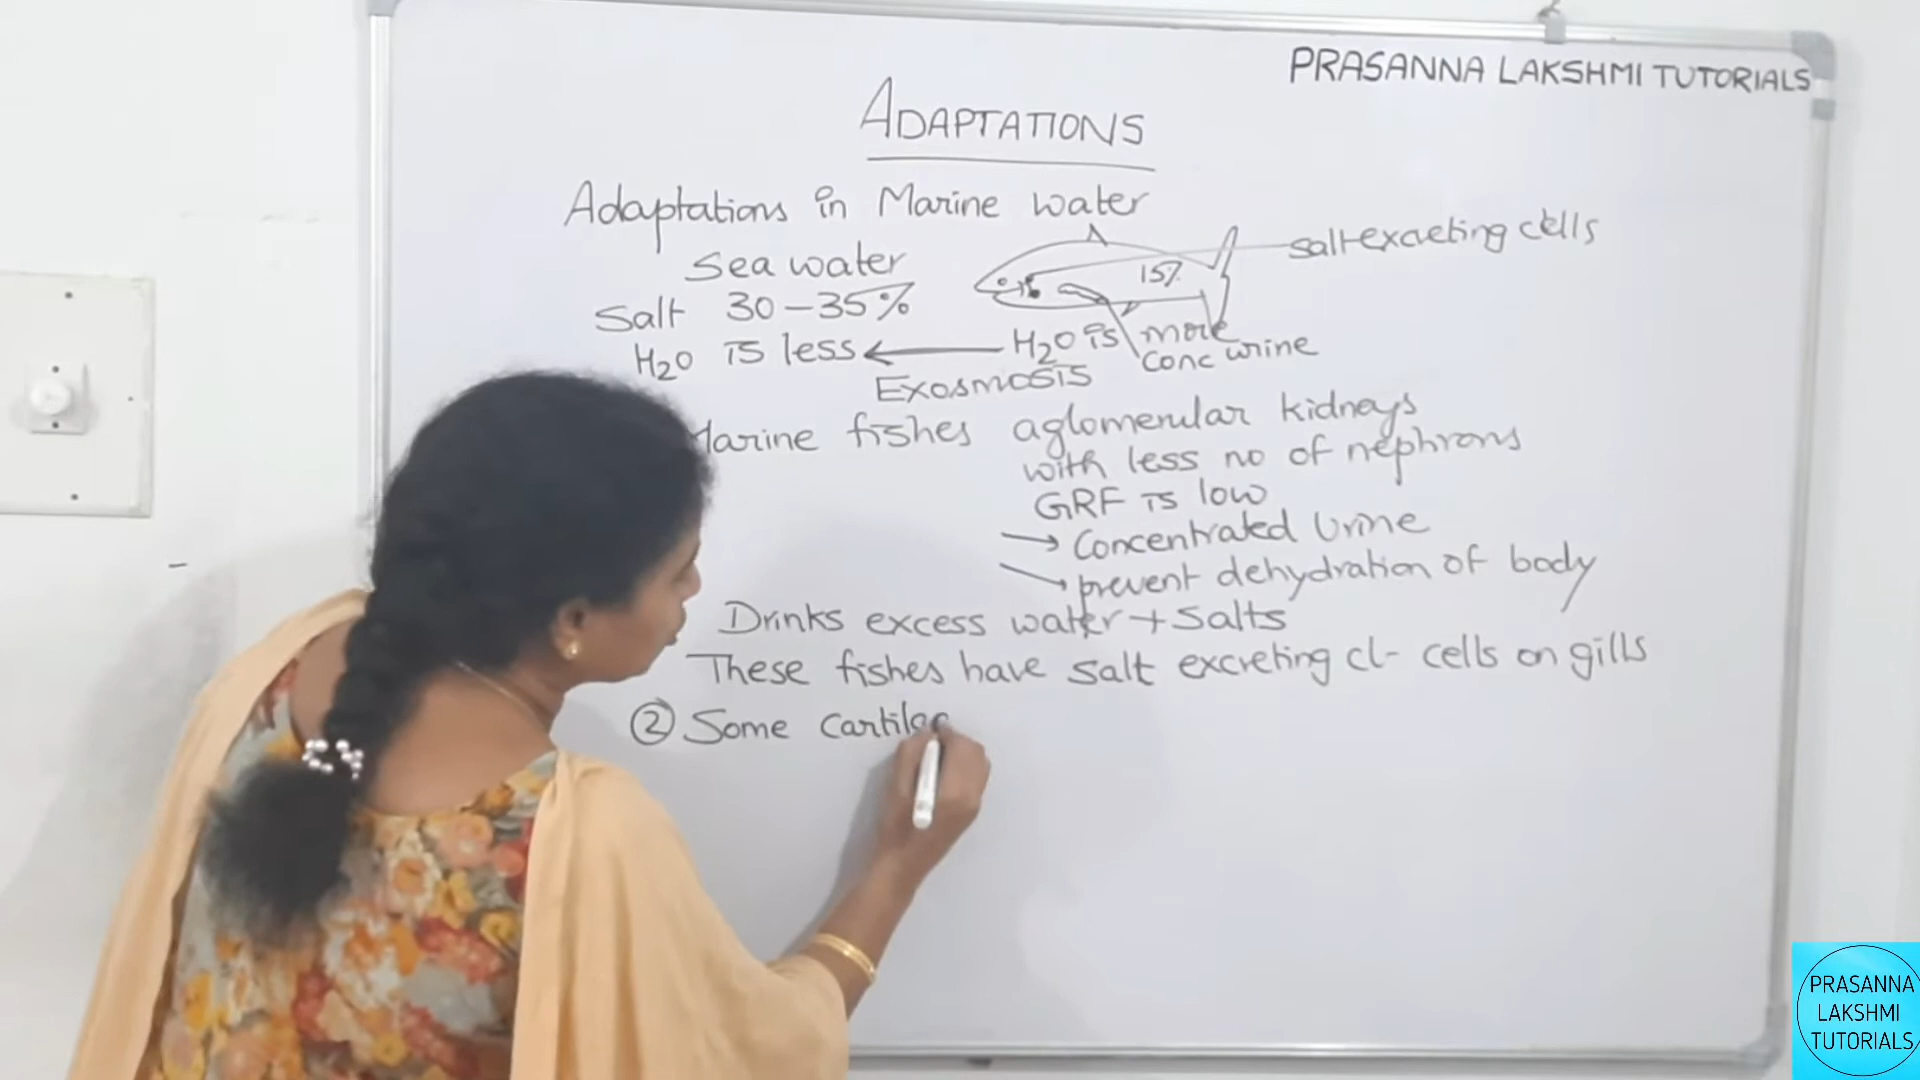 PRASANNA LAKSHMI TUTORIALS
ADAPTATIONS
Adaptations in Marine water
Sea water
Salt 30-35%
H2O is less
15%
salt excreting cells
H2O is more
Conc urine
Exosmosis
Marine fishes aglomerular kidneys
with less no of nephrons
GRF is low
→ Concentrated Urine
→ prevent dehydration of body
Drinks excess water + Salts
These fishes have salt excreting cl- cells on gills
② Some Cartilag
PRASANNA
LAKSHMI
TUTORIALS